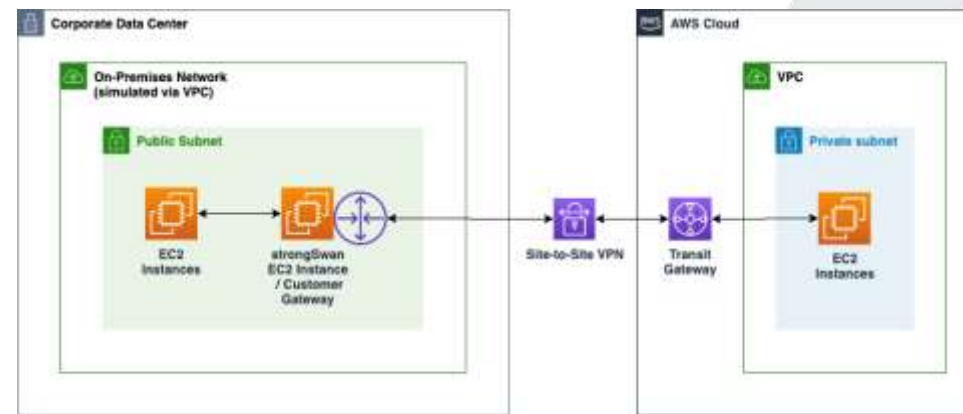 Corporate Data Center
On-Premises Network
(simulated via VPC)
Public Subnet
EC2
Instances
strongSwan
EC2 Instance
/ Customer
Gateway
Site-to-Site VPN
aws
AWS Cloud
Transit
Gateway
VPC
Private subnet
EC2
Instances